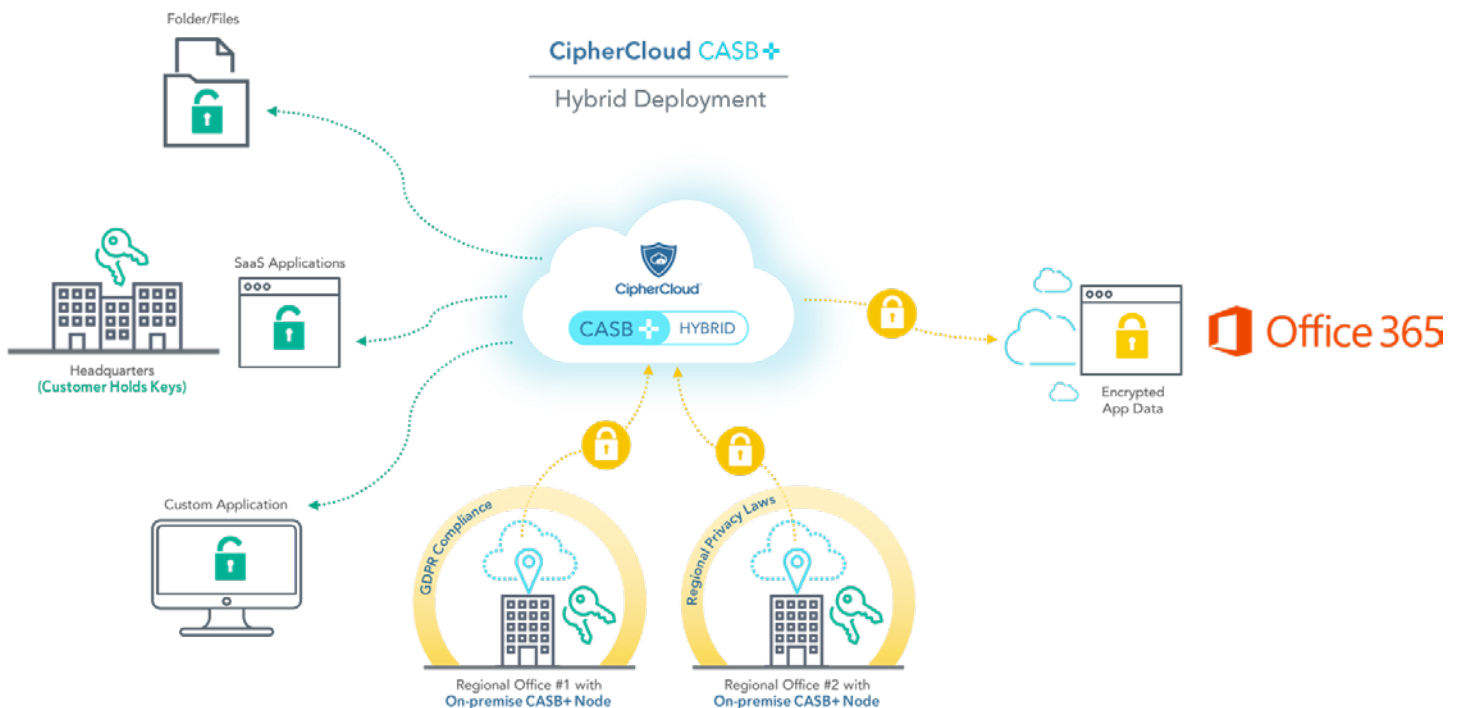 Folder/Files
CipherCloud CASB+
Hybrid Deployment
SaaS Applications
Headquarters
(Customer Holds Keys)
CipherCloud
CASB+ HYBRID
Encrypted
App Data
Office 365
Custom Application
GDPR Compliance
Regional Office #1 with
On-premise CASB+ Node
Regional Privacy Laws
Regional Office #2 with
On-premise CASB+ Node